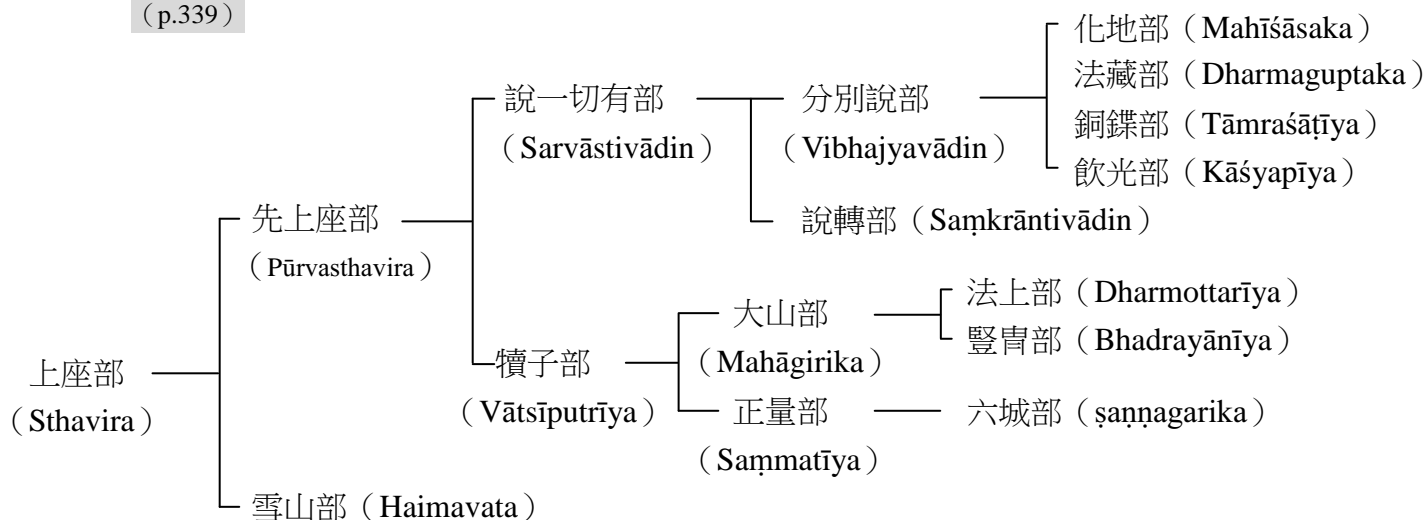 （p.339）
化地部（Mahīśāsaka）
法藏部（Dharmaguptaka）
說一切有部 分別說部
（Sarvāstivādin） （Vibhajyavādin）
銅鍱部（Tāmraśāṭīya）
飲光部（Kāśyapīya）
先上座部
（Pūrvasthavira）
說轉部（Saṃkrāntivādin）
大山部
（Mahāgirika）
法上部（Dharmottarīya）
豎冑部（Bhadrayānīya）
上座部
（Sthavira）
犢子部
（Vātsīputrīya）
正量部
（Saṃmatīya）
六城部（ṣaṇṇagarika）
雪山部（Haimavata）